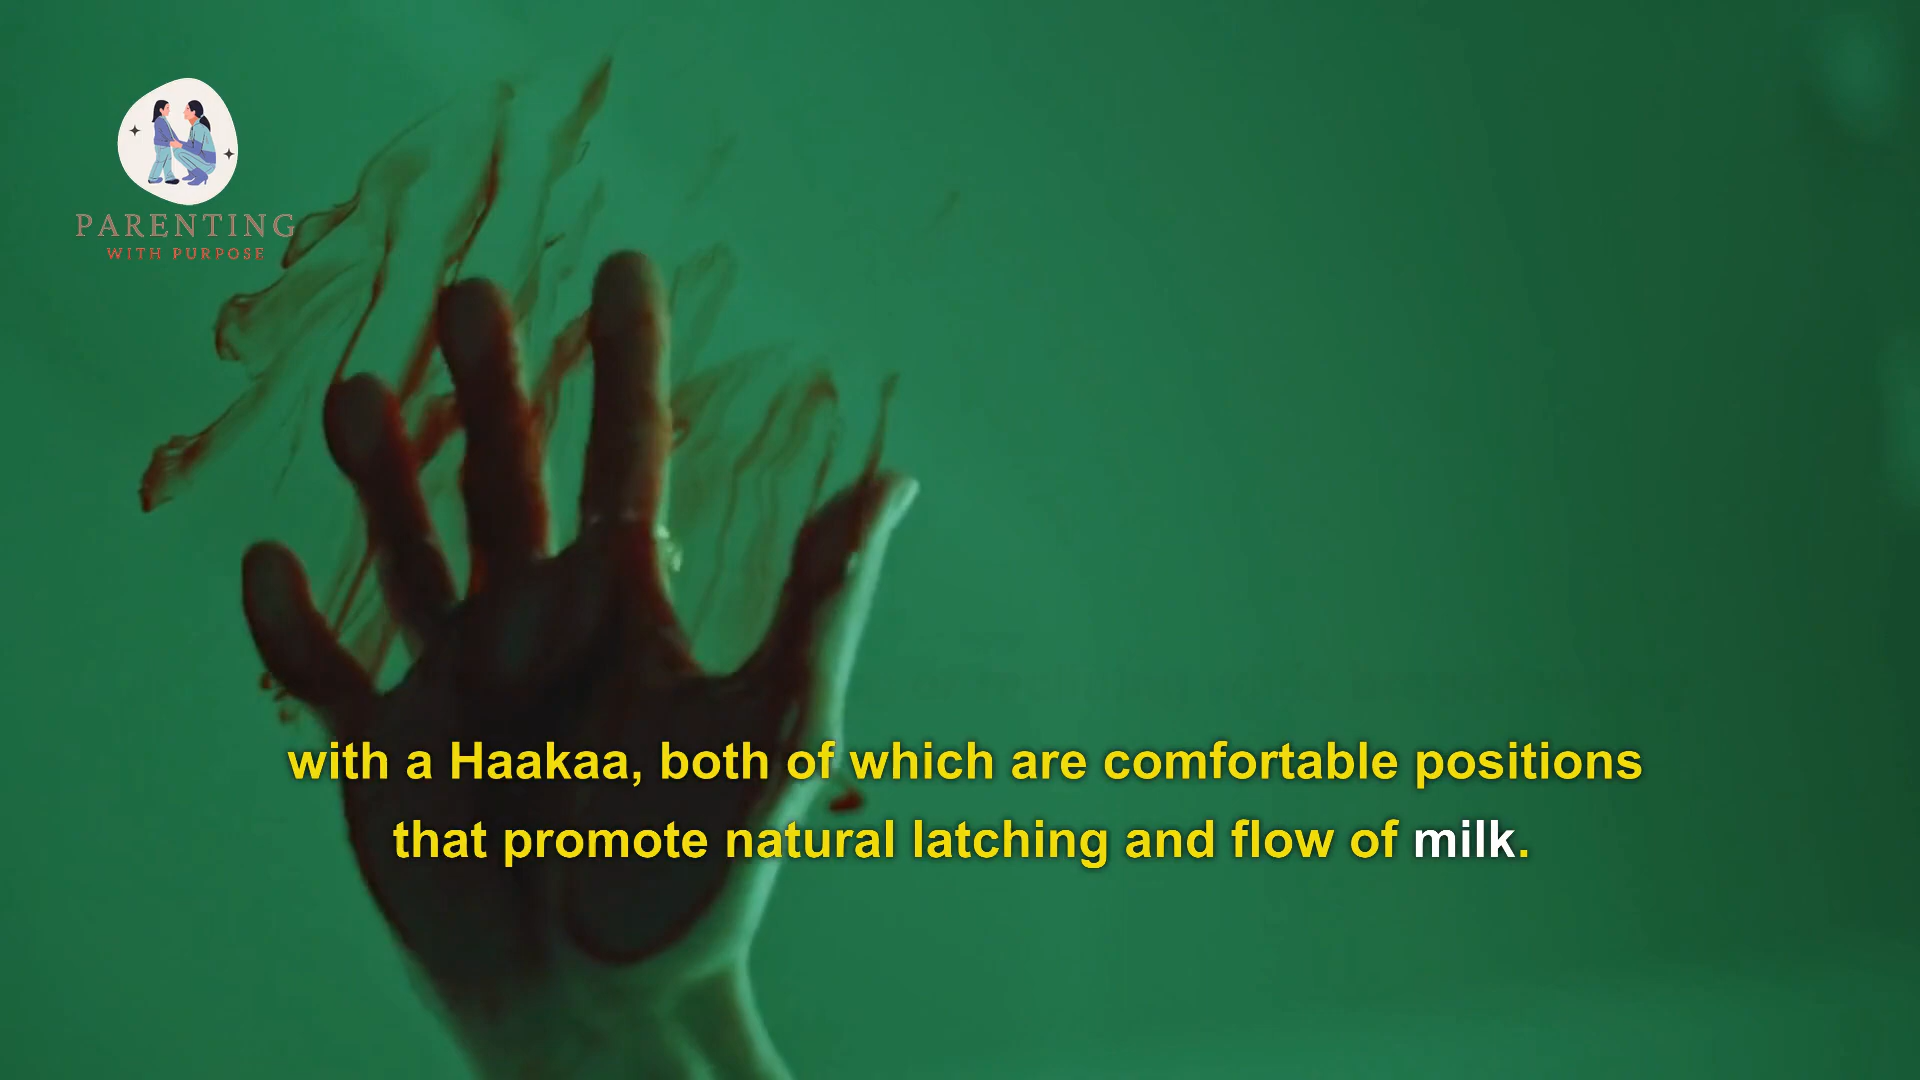 PARENTING
WITH PURPOSE
with a Haakaa, both of which are comfortable positions
that promote natural latching and flow of milk.